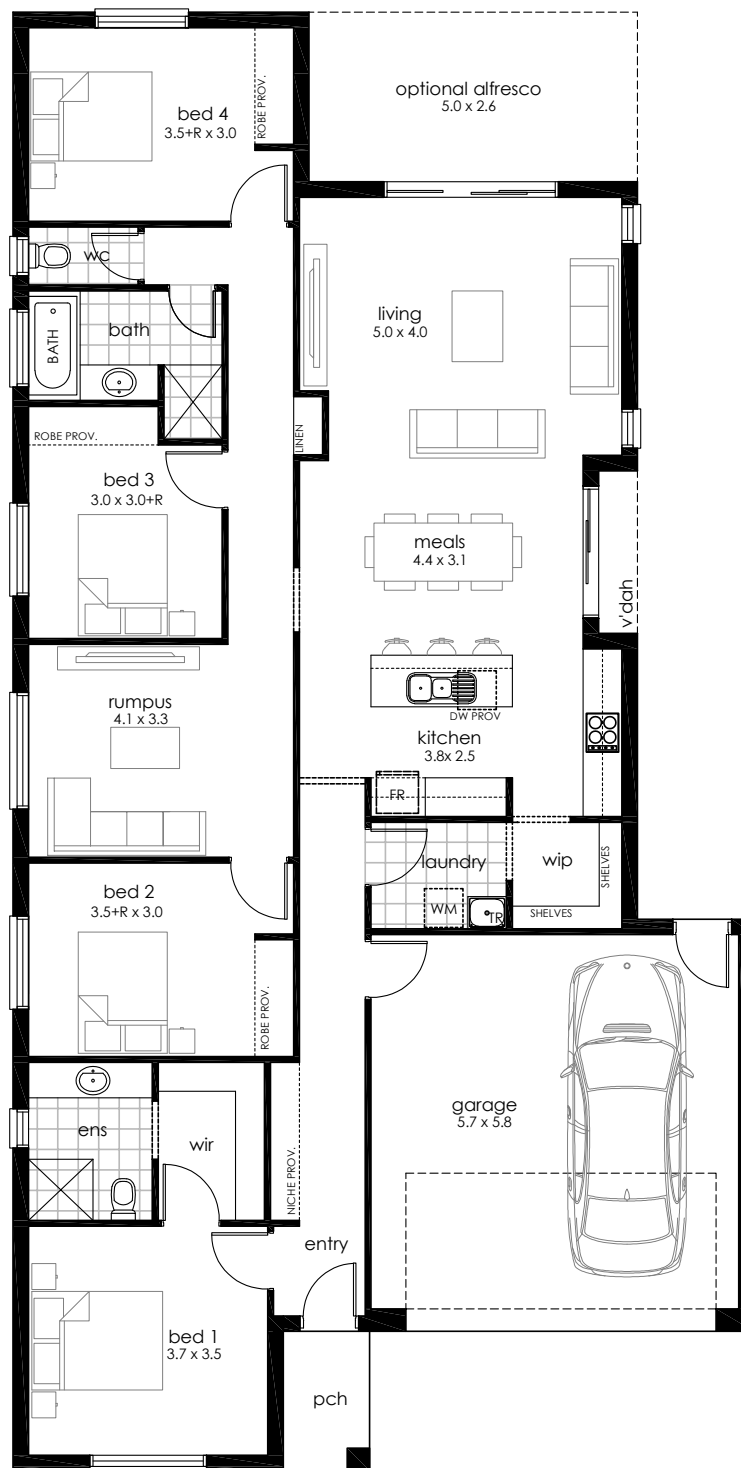 bed 4
3.5+R x 3.0
ROBE PROV.
optional alfresco
5.0 x 2.6
wc
bath
BATH
living
5.0 x 4.0
LINEN
ROBE PROV.
bed 3
3.0 x 3.0+R
meals
4.4 x 3.1
v'dah
rumpus
4.1 x 3.3
DW PROV
kitchen
3.8x 2.5
FR
laundry
WM
TR
wip
SHELVES
SHELVES
bed 2
3.5+R x 3.0
ROBE PROV.
ens
wir
NICHE PROV.
garage
5.7 x 5.8
entry
bed 1
3.7 x 3.5
pch